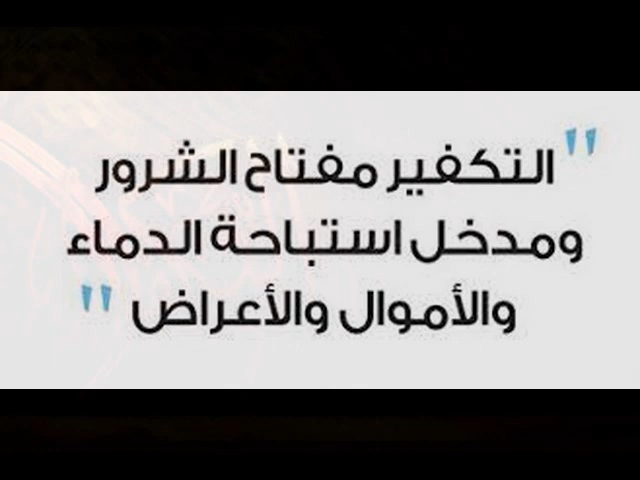 "التكفير مفتاح الشرور
ومدخل استباحة الدماء
والأموال والأعراض"